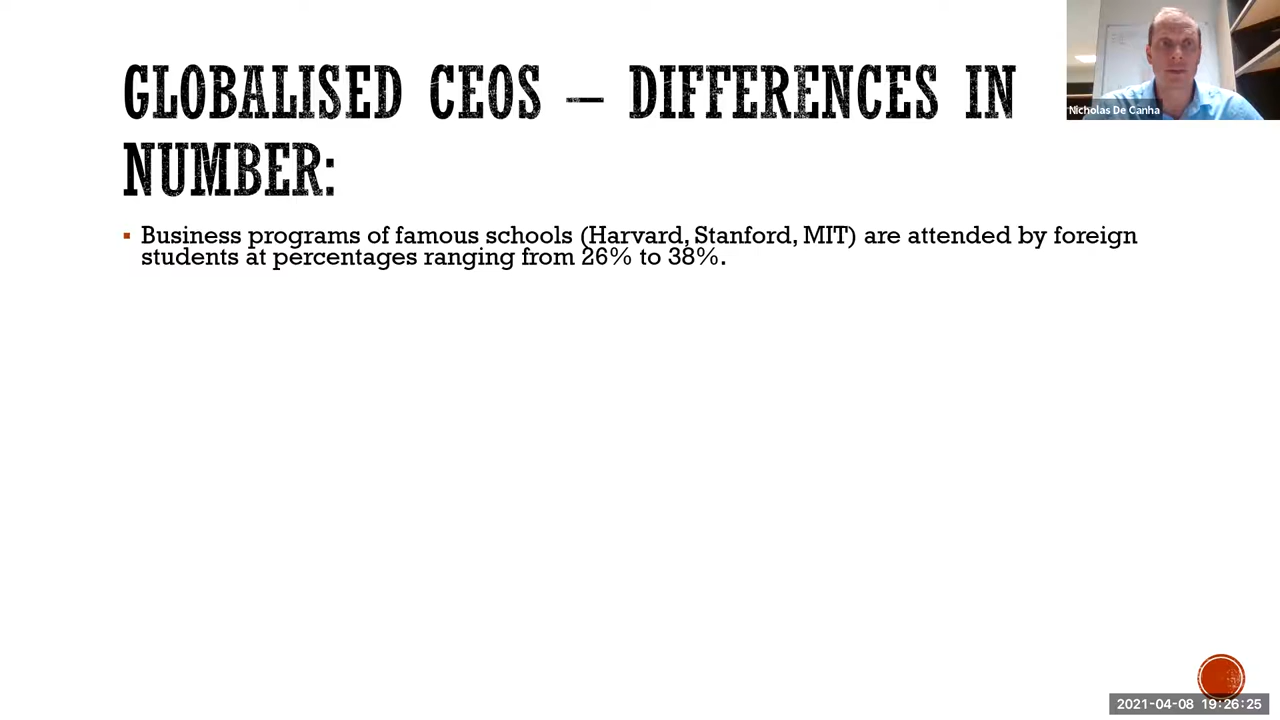 GLOBALISED CEOS – DIFFERENCES IN
NUMBER:
Nicholas De Canha
▪ Business programs of famous schools (Harvard, Stanford, MIT) are attended by foreign
students at percentages ranging from 26% to 38%.
2021-04-08 19:26:25